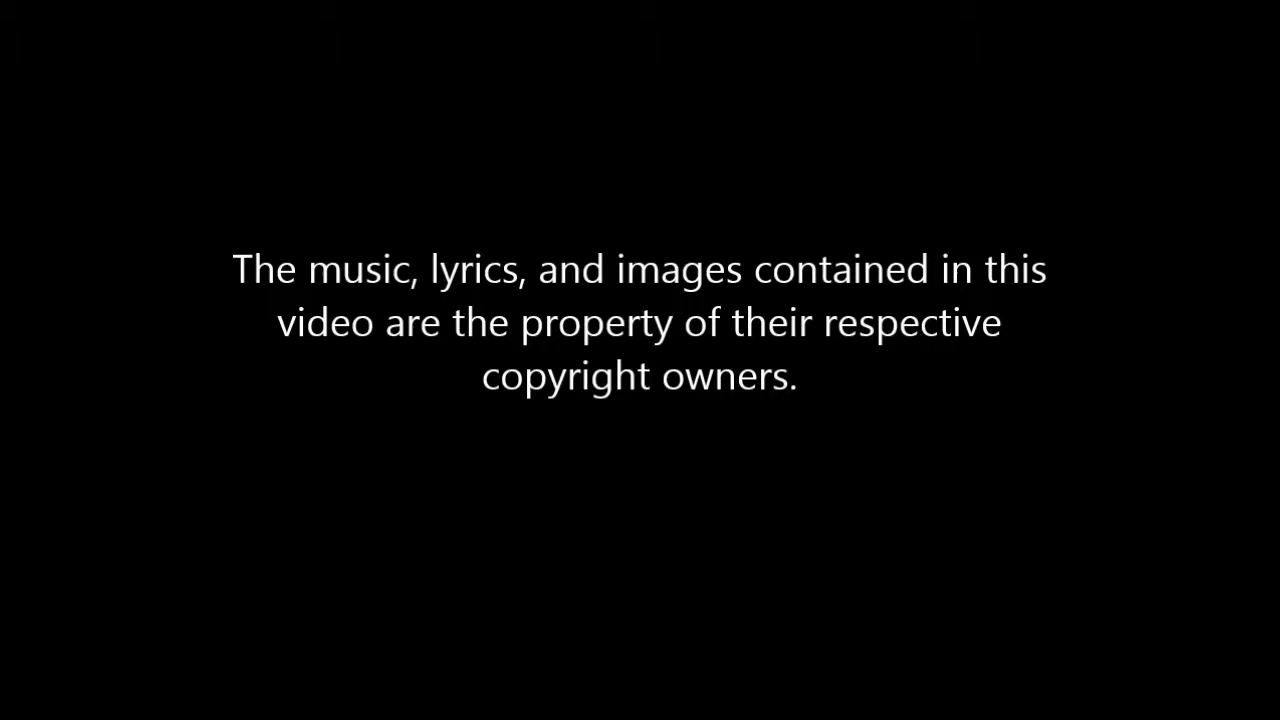 The music, lyrics, and images contained in this
video are the property of their respective
copyright owners.